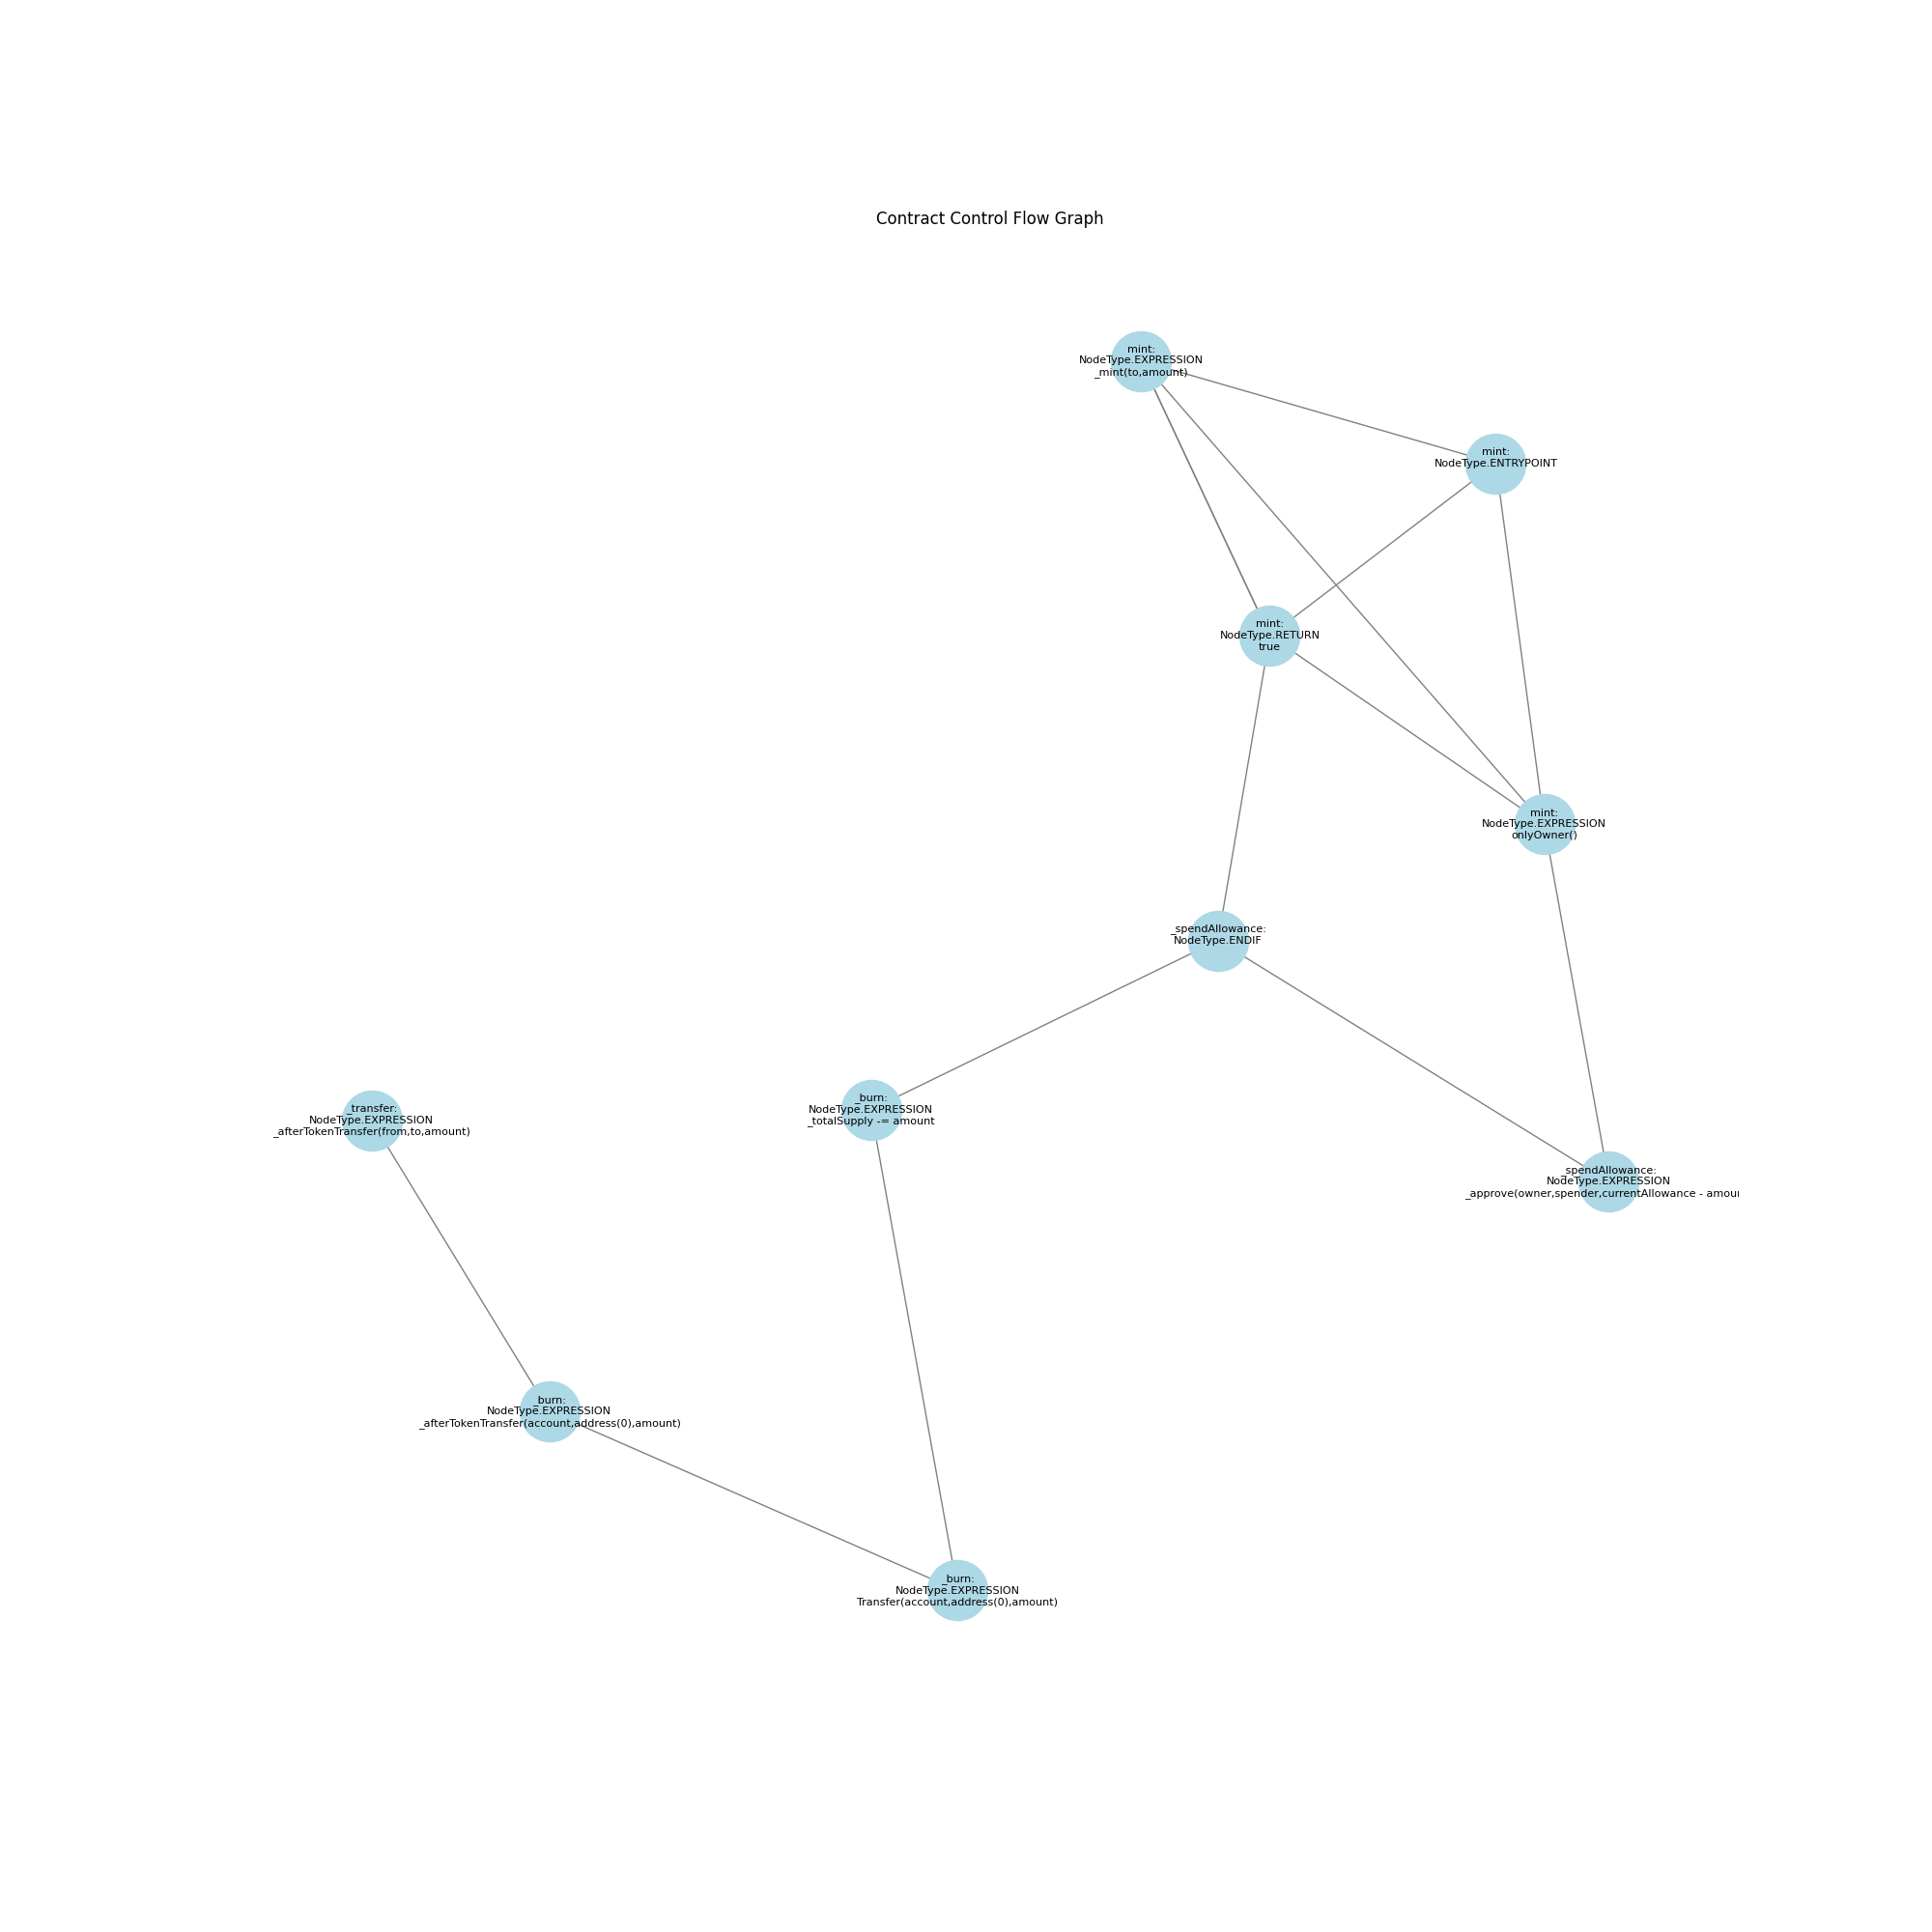 Contract Control Flow Graph
mint:
NodeType.EXPRESSION
_mint(to,amount)
mint:
NodeType.ENTRYPOINT
mint:
NodeType.RETURN
true
mint:
NodeType.EXPRESSION
onlyOwner()
_spendAllowance:
NodeType.ENDIF
_burn:
NodeType.EXPRESSION
_totalSupply -= amount
_transfer:
NodeType.EXPRESSION
_afterTokenTransfer(from,to,amount)
_spendAllowance:
NodeType.EXPRESSION
_approve(owner,spender,currentAllowance -
_burn:
NodeType.EXPRESSION
_afterTokenTransfer(account,address(0),amount)
_burn:
NodeType.EXPRESSION
Transfer(account,address(0),amount)